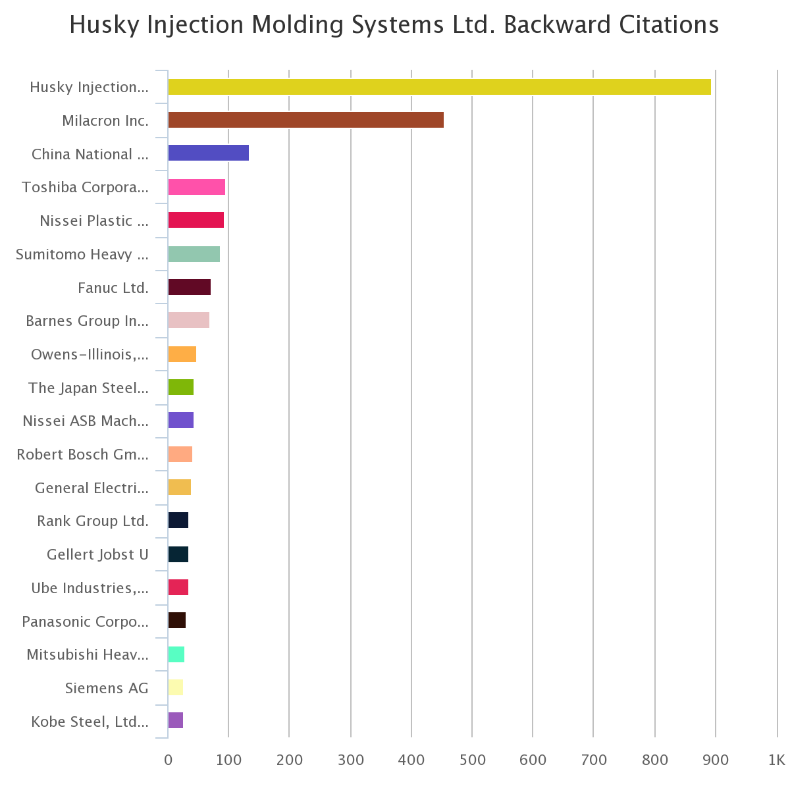 Husky Injection Molding Systems Ltd. Backward Citations
Husky Injection...
Milacron Inc.
China National ...
Toshiba Corpora...
Nissei Plastic ...
Sumitomo Heavy ...
Fanuc Ltd.
Barnes Group In...
Owens-Illinois,...
The Japan Steel...
Nissei ASB Mach...
Robert Bosch Gm...
General Electri...
Rank Group Ltd.
Gellert Jobst U
Ube Industries,...
Panasonic Corpo...
Mitsubishi Heav...
Siemens AG
Kobe Steel, Ltd...
0 100 200 300 400 500 600 700 800 900 1K